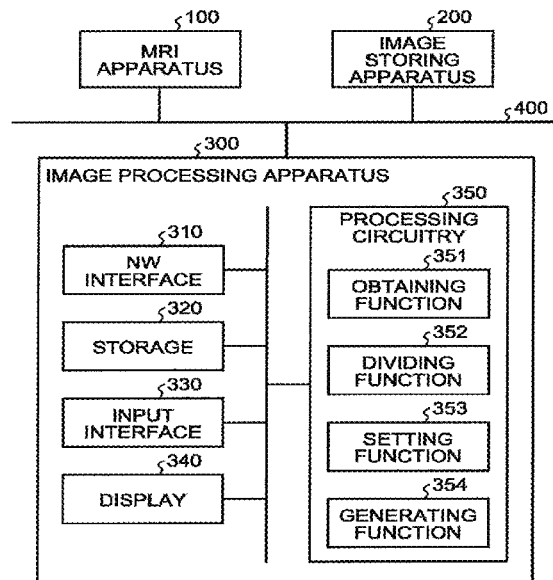 100
MRI
APPARATUS
200
IMAGE
STORING
APPARATUS
400
300
IMAGE PROCESSING APPARATUS
310
NW
INTERFACE
320
STORAGE
330
INPUT
INTERFACE
340
DISPLAY
350
PROCESSING
CIRCUITRY
351
OBTAINING
FUNCTION
352
DIVIDING
FUNCTION
353
SETTING
FUNCTION
354
GENERATING
FUNCTION